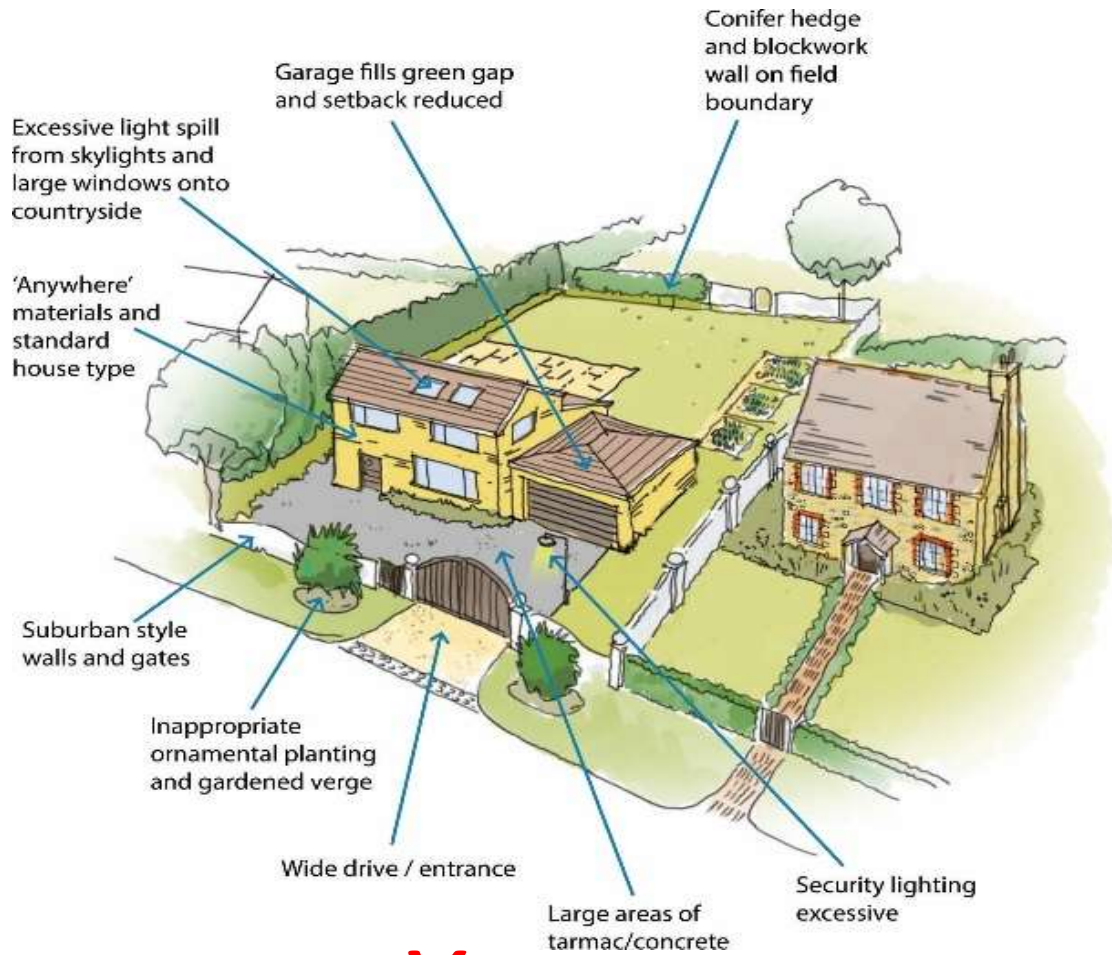 Conifer hedge
and blockwork
wall on field
boundary
Garage fills green gap
and setback reduced
Excessive light spill
from skylights and
large windows onto
countryside
‘Anywhere’
materials and
standard
house type
Suburban style
walls and gates
Inappropriate
ornamental planting
and gardened verge
Wide drive / entrance
Large areas of
tarmac/concrete
Security lighting
excessive